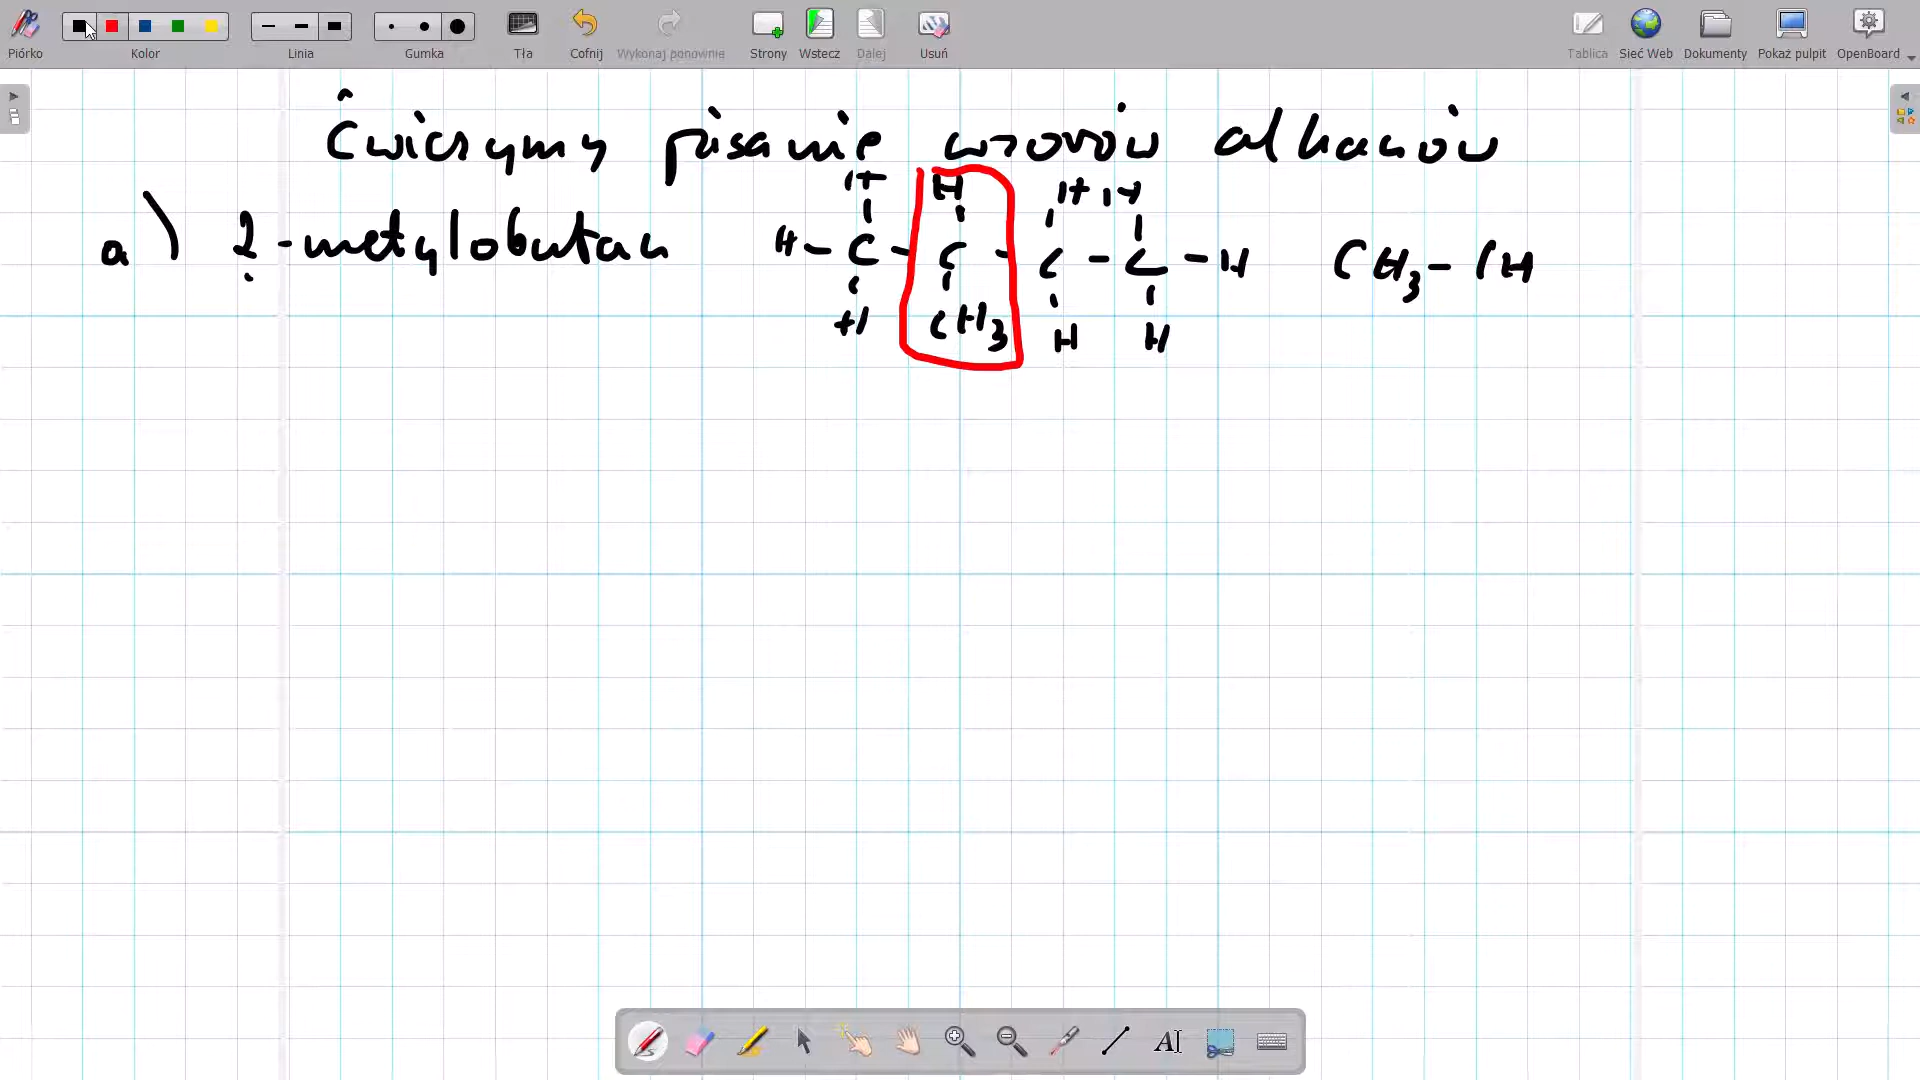 Piórko Kolor Linia Gumka Tła Cofnij Wykonaj ponownie Strony Wstecz Dalej Usuń Tablica Sieć Web Dokumenty Pokaż pulpit OpenBoard
Ćwiczymy pisanie wzorów alkanów
a) 2-metylobutan
H H H H
H-C-C-C-C-H CH3-CH
H CH3 H H